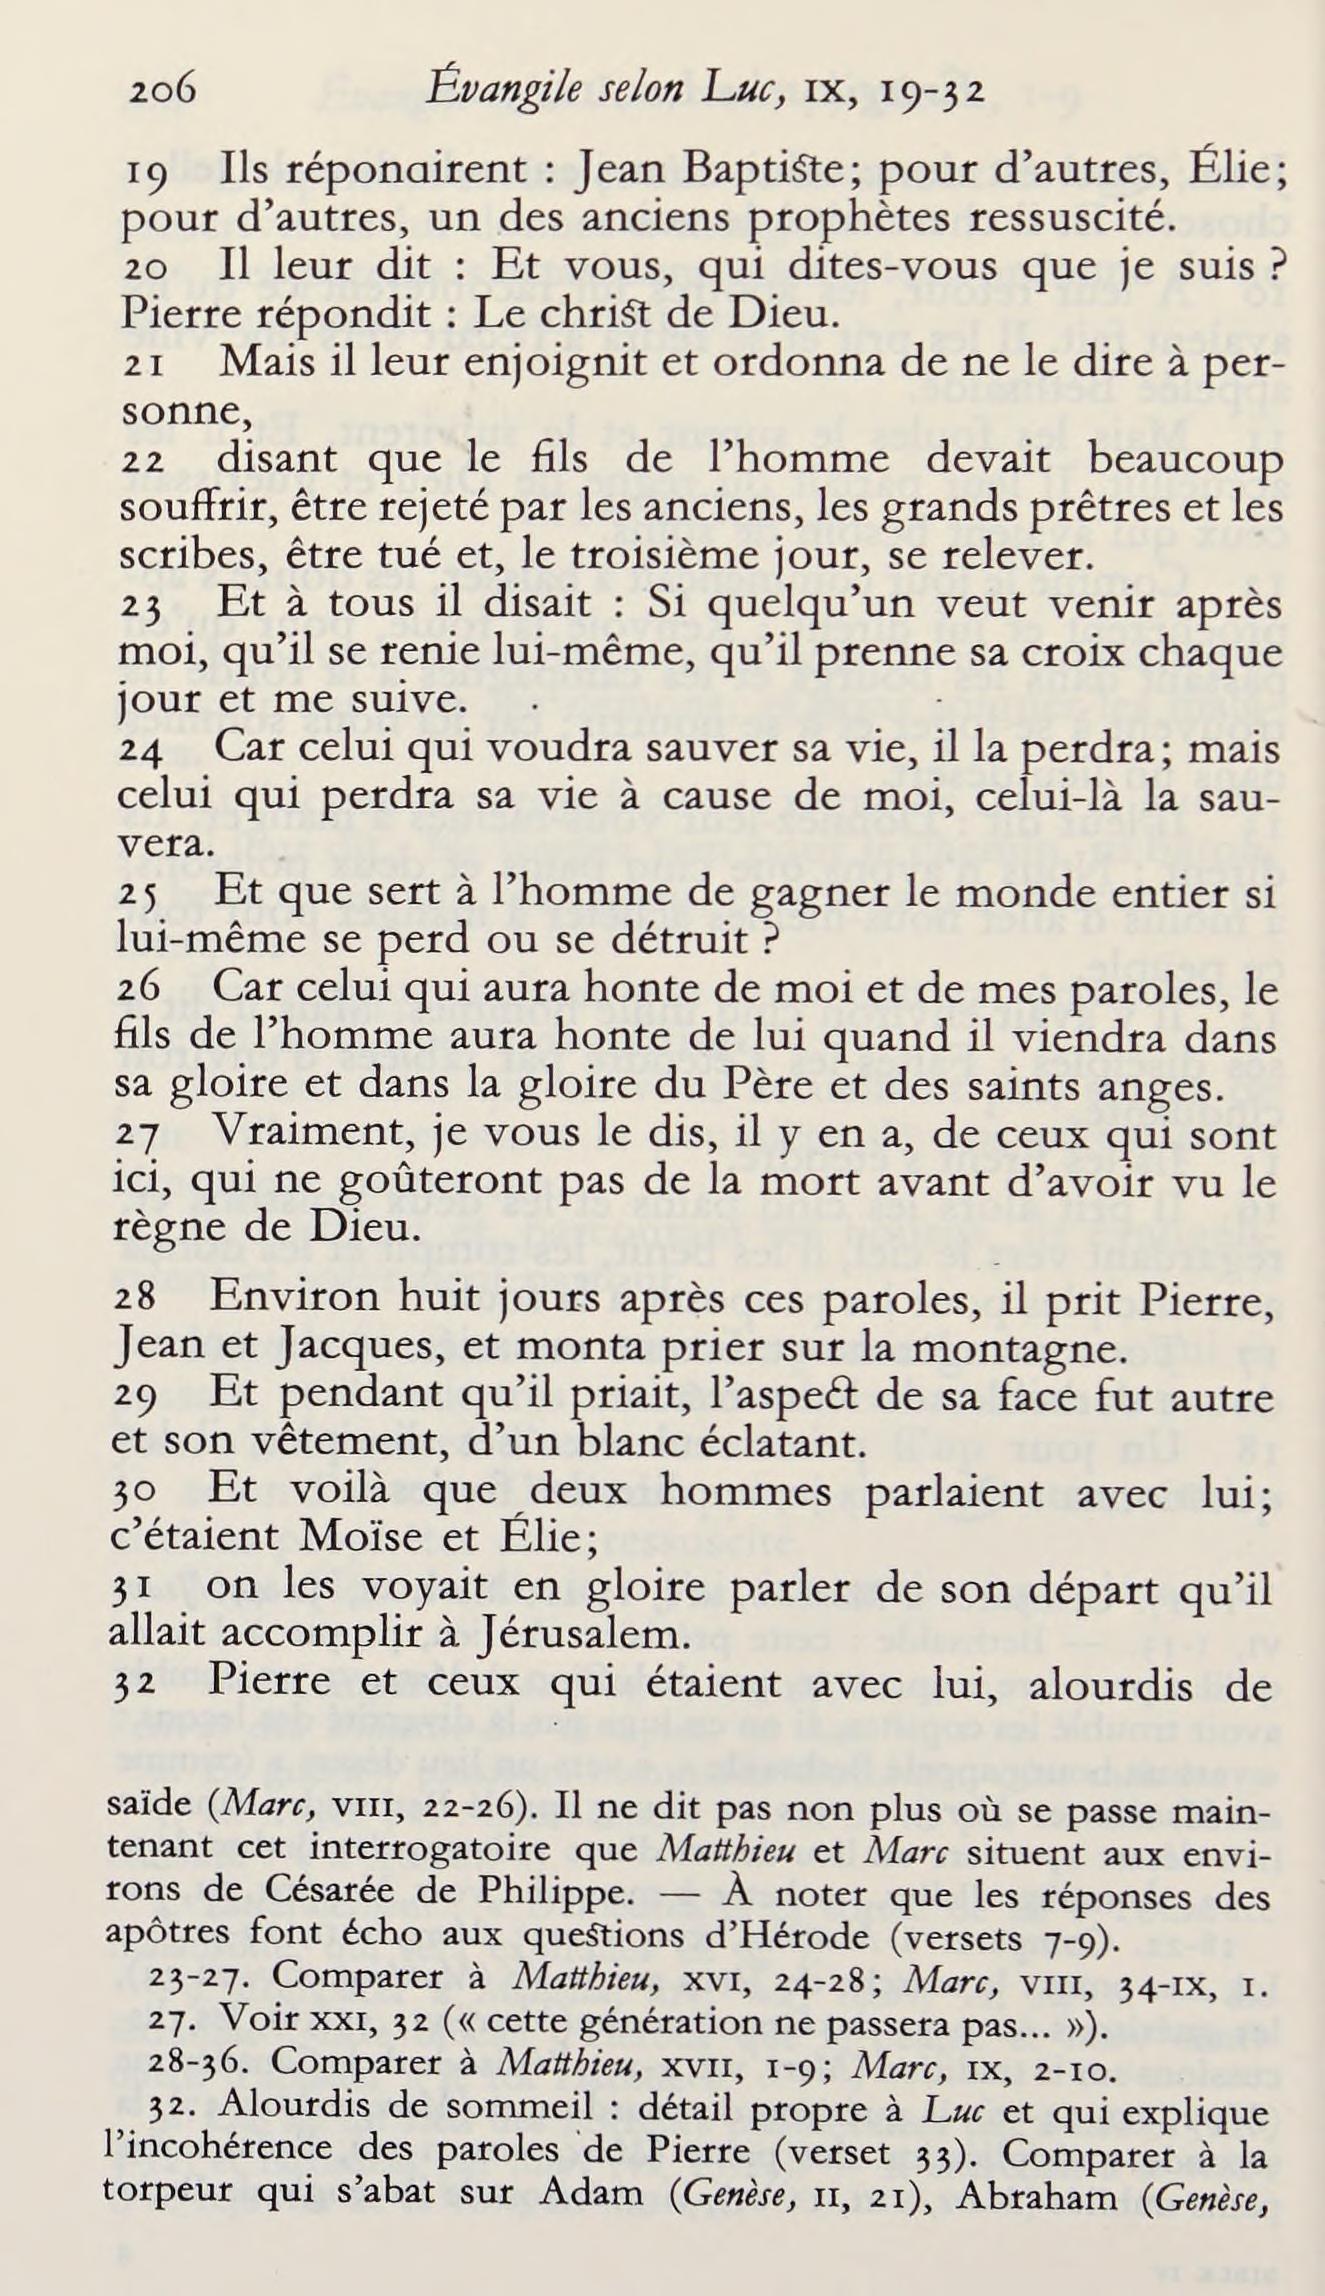 206 Évangile selon Luc, IX, 19-32
19 Ils réponairent : Jean Baptiste; pour d'autres, Élie;
pour d'autres, un des anciens prophètes ressuscité.
20 Il leur dit : Et vous, qui dites-vous que je suis ?
Pierre répondit : Le christ de Dieu.
21 Mais il leur enjoignit et ordonna de ne le dire à per-
sonne,
22 disant que le fils de l'homme devait beaucoup
souffrir, être rejeté par les anciens, les grands prêtres et les
scribes, être tué et, le troisième jour, se relever.
23 Et à tous il disait : Si quelqu'un veut venir après
moi, qu'il se renie lui-même, qu'il prenne sa croix chaque
jour et me suive.
24 Car celui qui voudra sauver sa vie, il la perdra; mais
celui qui perdra sa vie à cause de moi, celui-là la sau-
vera.
25 Et que sert à l'homme de gagner le monde entier si
lui-même se perd ou se détruit ?
26 Car celui qui aura honte de moi et de mes paroles, le
fils de l'homme aura honte de lui quand il viendra dans
sa gloire et dans la gloire du Père et des saints anges.
27 Vraiment, je vous le dis, il y en a, de ceux qui sont
ici, qui ne goûteront pas de la mort avant d'avoir vu le
règne de Dieu.
28 Environ huit jours après ces paroles, il prit Pierre,
Jean et Jacques, et monta prier sur la montagne.
29 Et pendant qu'il priait, l'aspect de sa face fut autre
et son vêtement, d'un blanc éclatant.
30 Et voilà que deux hommes parlaient avec lui;
c'étaient Moïse et Élie;
31 on les voyait en gloire parler de son départ qu'il
allait accomplir à Jérusalem.
32 Pierre et ceux qui étaient avec lui, alourdis de
saïde (Marc, VIII, 22-26). Il ne dit pas non plus où se passe main-
tenant cet interrogatoire que Matthieu et Marc situent aux envi-
rons de Césarée de Philippe. — À noter que les réponses des
apôtres font écho aux questions d'Hérode (versets 7-9).
23-27. Comparer à Matthieu, XVI, 24-28; Marc, VIII, 34-IX, 1.
27. Voir XXI, 32 (« cette génération ne passera pas... »).
28-36. Comparer à Matthieu, XVII, 1-9; Marc, IX, 2-10.
32. Alourdis de sommeil : détail propre à Luc et qui explique
l'incohérence des paroles de Pierre (verset 33). Comparer à la
torpeur qui s'abat sur Adam (Genèse, II, 21), Abraham (Genèse,